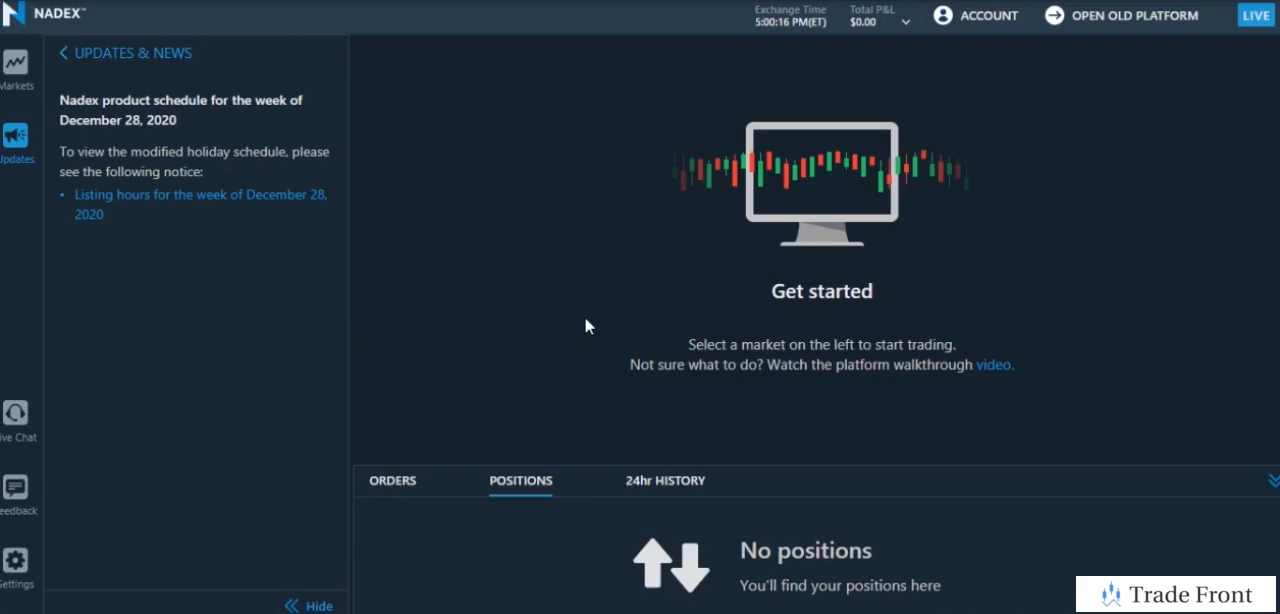 NADEX™
Exchange Time
5:00:16 PM(ET)
Total P&L
$0.00
ACCOUNT
OPEN OLD PLATFORM
LIVE
Markets
Updates
ive Chat
eedback
Settings
UPDATES & NEWS
Nadex product schedule for the week of
December 28, 2020
To view the modified holiday schedule, please
see the following notice:
• Listing hours for the week of December 28,
2020
Hide
Get started
Select a market on the left to start trading.
Not sure what to do? Watch the platform walkthrough video.
ORDERS
POSITIONS
24hr HISTORY
No positions
You'll find your positions here
Trade Front